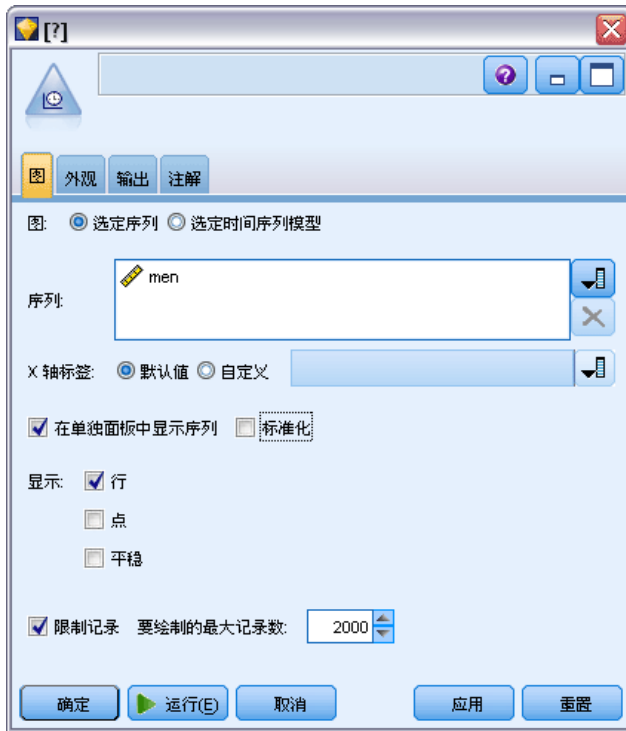 [?]
图 外观 输出 注解
图: 选定序列 选定时间序列模型
序列: men
X 轴标签: 默认值 自定义
在单独面板中显示序列 标准化
显示: 行
点
平稳
限制记录 要绘制的最大记录数: 2000
确定 运行(E) 取消 应用 重置